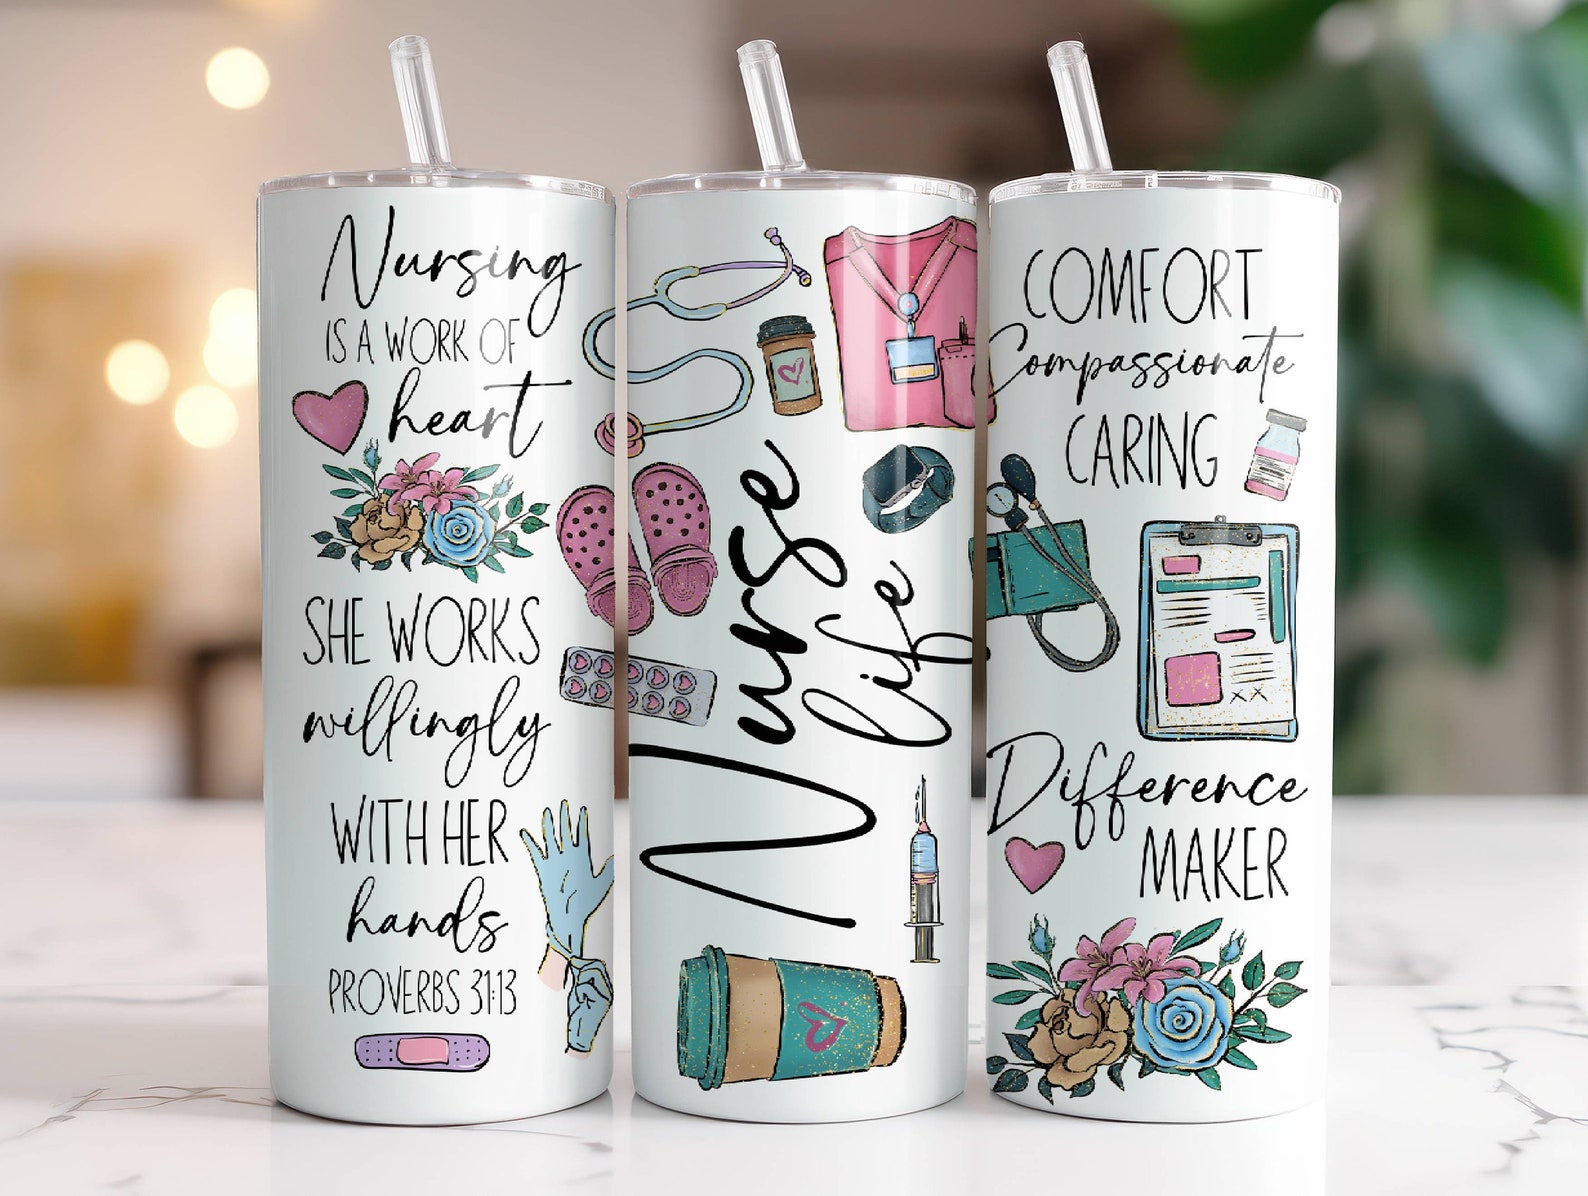 Nursing
IS A WORK OF
heart
SHE WORKS
willingly
WITH HER
hands
PROVERBS 31:13
Nurse
life
COMFORT
Compassionate
CARING
Difference
MAKER